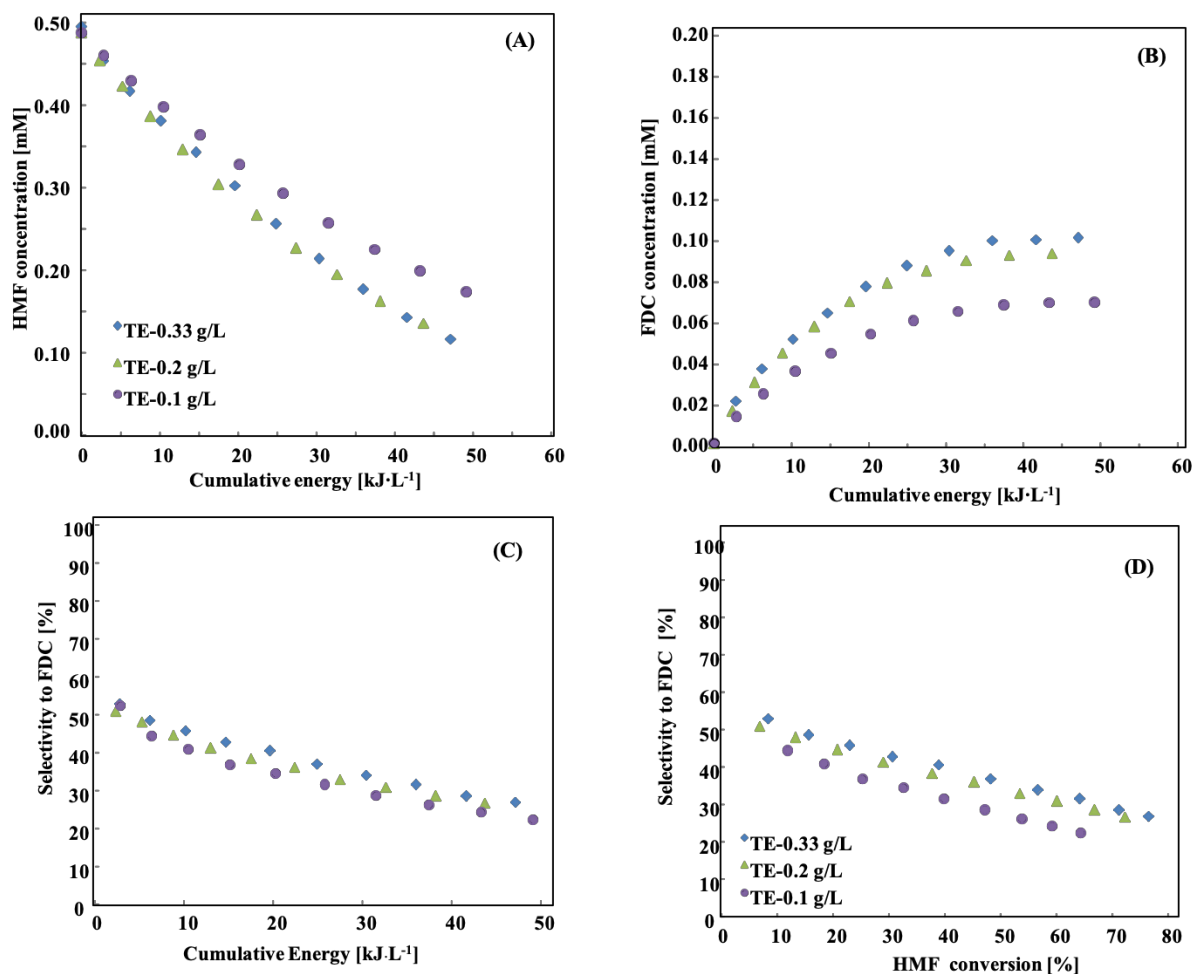 (A)
HMF concentration [mM]
0.50
0.40
0.30
0.20
0.10
0.00
TE-0.33 g/L
TE-0.2 g/L
TE-0.1 g/L
0 10 20 30 40 50 60
Cumulative energy [kJ·L⁻¹]
(B)
FDC concentration [mM]
0.20
0.18
0.16
0.14
0.12
0.10
0.08
0.06
0.04
0.02
0.00
0 10 20 30 40 50 60
Cumulative energy [kJ·L⁻¹]
(C)
Selectivity to FDC [%]
100
90
80
70
60
50
40
30
20
10
0
0 10 20 30 40 50
Cumulative Energy [kJ.L⁻¹]
(D)
Selectivity to FDC [%]
100
90
80
70
60
50
40
30
20
10
0
TE-0.33 g/L
TE-0.2 g/L
TE-0.1 g/L
0 10 20 30 40 50 60 70 80
HMF conversion [%]